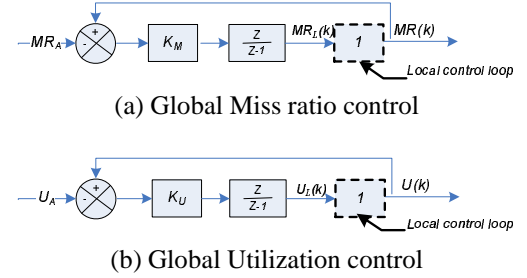 MR_A
+
-
K_M
Z
Z-1
MR_L(k)
1
MR(k)
Local control loop
(a) Global Miss ratio control
U_A
+
-
K_U
Z
Z-1
U_L(k)
1
U(k)
Local control loop
(b) Global Utilization control